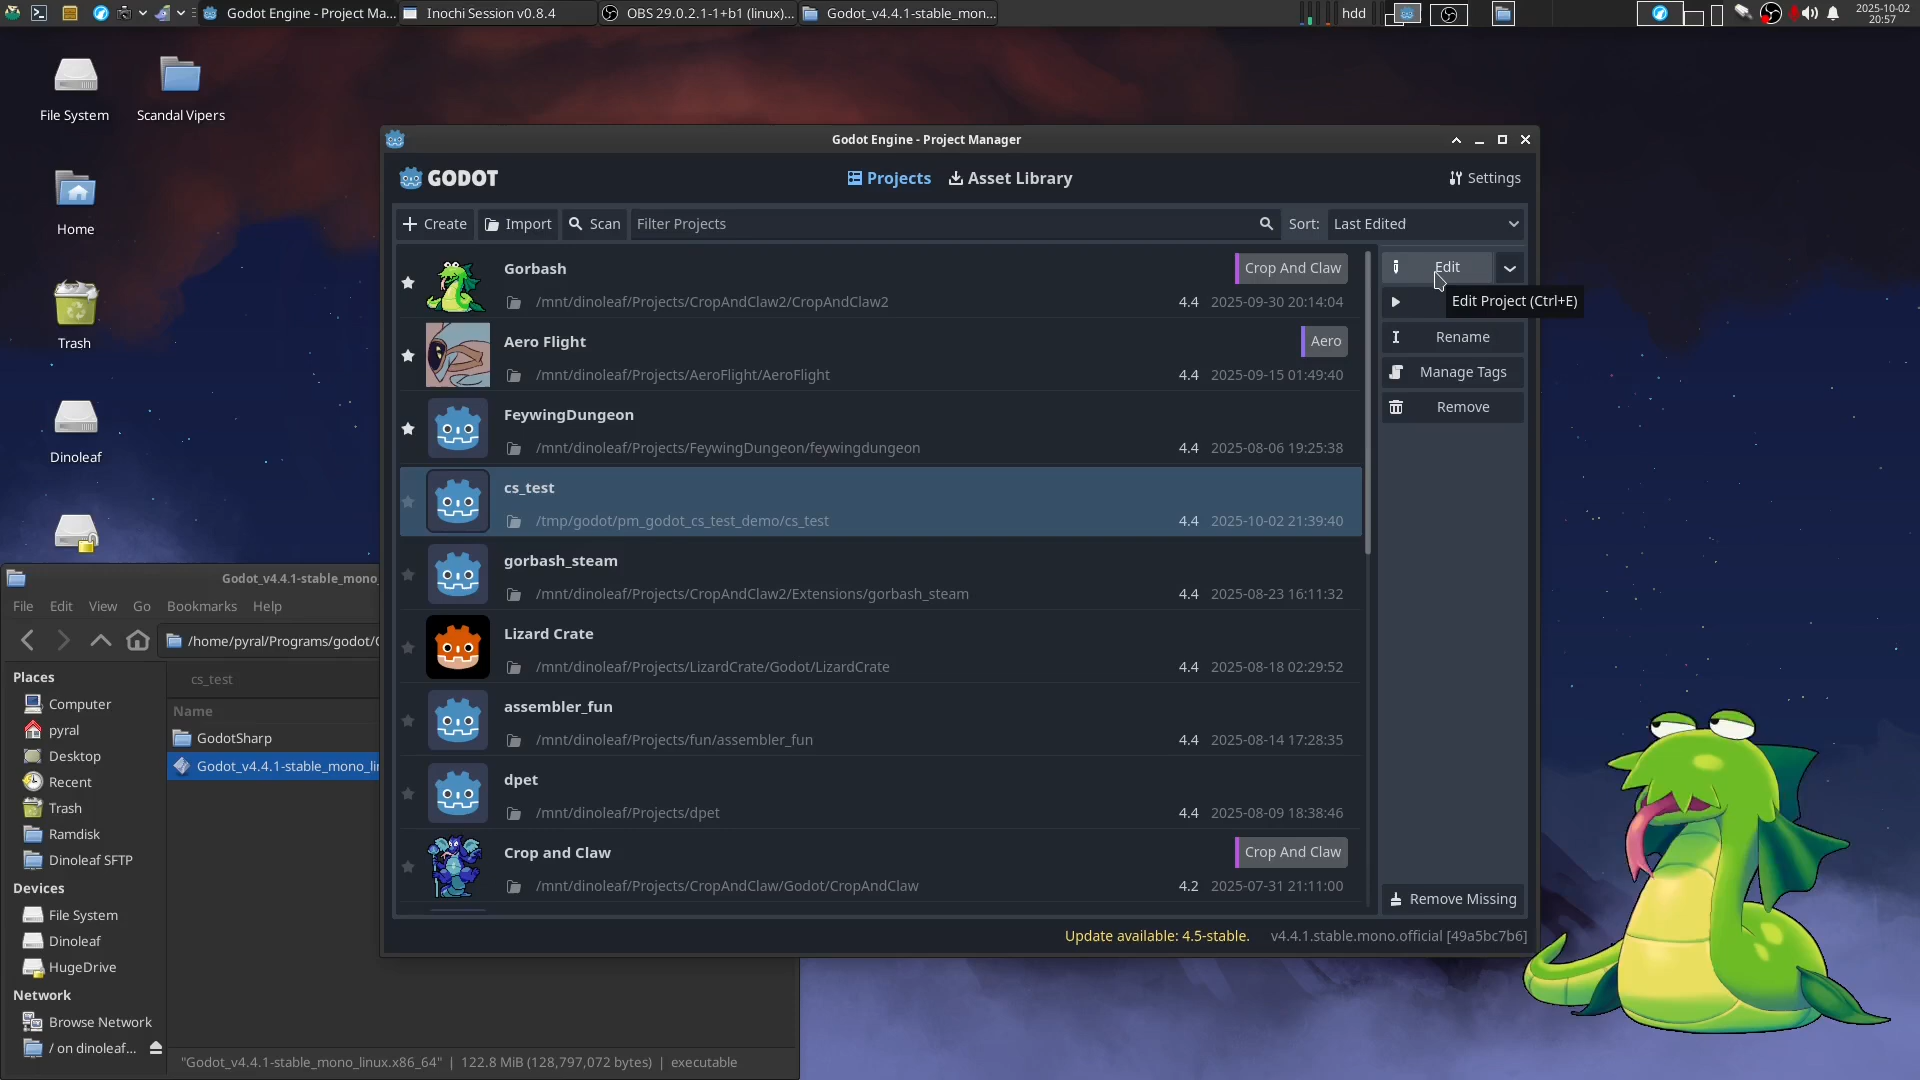 Godot Engine - Project Ma...
Inochi Session v0.8.4
OBS 29.0.2.1-1+b1 (linux)...
Godot_v4.4.1-stable_mon...
hdd
2025-10-02
20:57
File System
Scandal Vipers
Home
Trash
Dinoleaf
Godot Engine - Project Manager
GODOT
Projects
Asset Library
Settings
Create
Import
Scan
Filter Projects
Sort:
Last Edited
Gorbash
Crop And Claw
/mnt/dinoleaf/Projects/CropAndClaw2/CropAndClaw2
4.4 2025-09-30 20:14:04
Aero Flight
Aero
/mnt/dinoleaf/Projects/AeroFlight/AeroFlight
4.4 2025-09-15 01:49:40
FeywingDungeon
/mnt/dinoleaf/Projects/FeywingDungeon/feywingdungeon
4.4 2025-08-06 19:25:38
cs_test
/tmp/godot/pm_godot_cs_test_demo/cs_test
4.4 2025-10-02 21:39:40
gorbash_steam
/mnt/dinoleaf/Projects/CropAndClaw2/Extensions/gorbash_steam
4.4 2025-08-23 16:11:32
Lizard Crate
/mnt/dinoleaf/Projects/LizardCrate/Godot/LizardCrate
4.4 2025-08-18 02:29:52
assembler_fun
/mnt/dinoleaf/Projects/fun/assembler_fun
4.4 2025-08-14 17:28:35
dpet
/mnt/dinoleaf/Projects/dpet
4.4 2025-08-09 18:38:46
Crop and Claw
Crop And Claw
/mnt/dinoleaf/Projects/CropAndClaw/Godot/CropAndClaw
4.2 2025-07-31 21:11:00
Edit
Edit Project (Ctrl+E)
Rename
Manage Tags
Remove
Remove Missing
Update available: 4.5-stable.
v4.4.1.stable.mono.official [49a5bc7b6]
Godot_v4.4.1-stable_mono_
File
Edit
View
Go
Bookmarks
Help
/home/pyral/Programs/godot/
Places
Computer
pyral
Desktop
Recent
Trash
Ramdisk
Dinoleaf SFTP
Devices
File System
Dinoleaf
HugeDrive
Network
Browse Network
/ on dinoleaf...
cs_test
Name
GodotSharp
Godot_v4.4.1-stable_mono_li
"Godot_v4.4.1-stable_mono_linux.x86_64" | 122.8 MiB (128,797,072 bytes) | executable